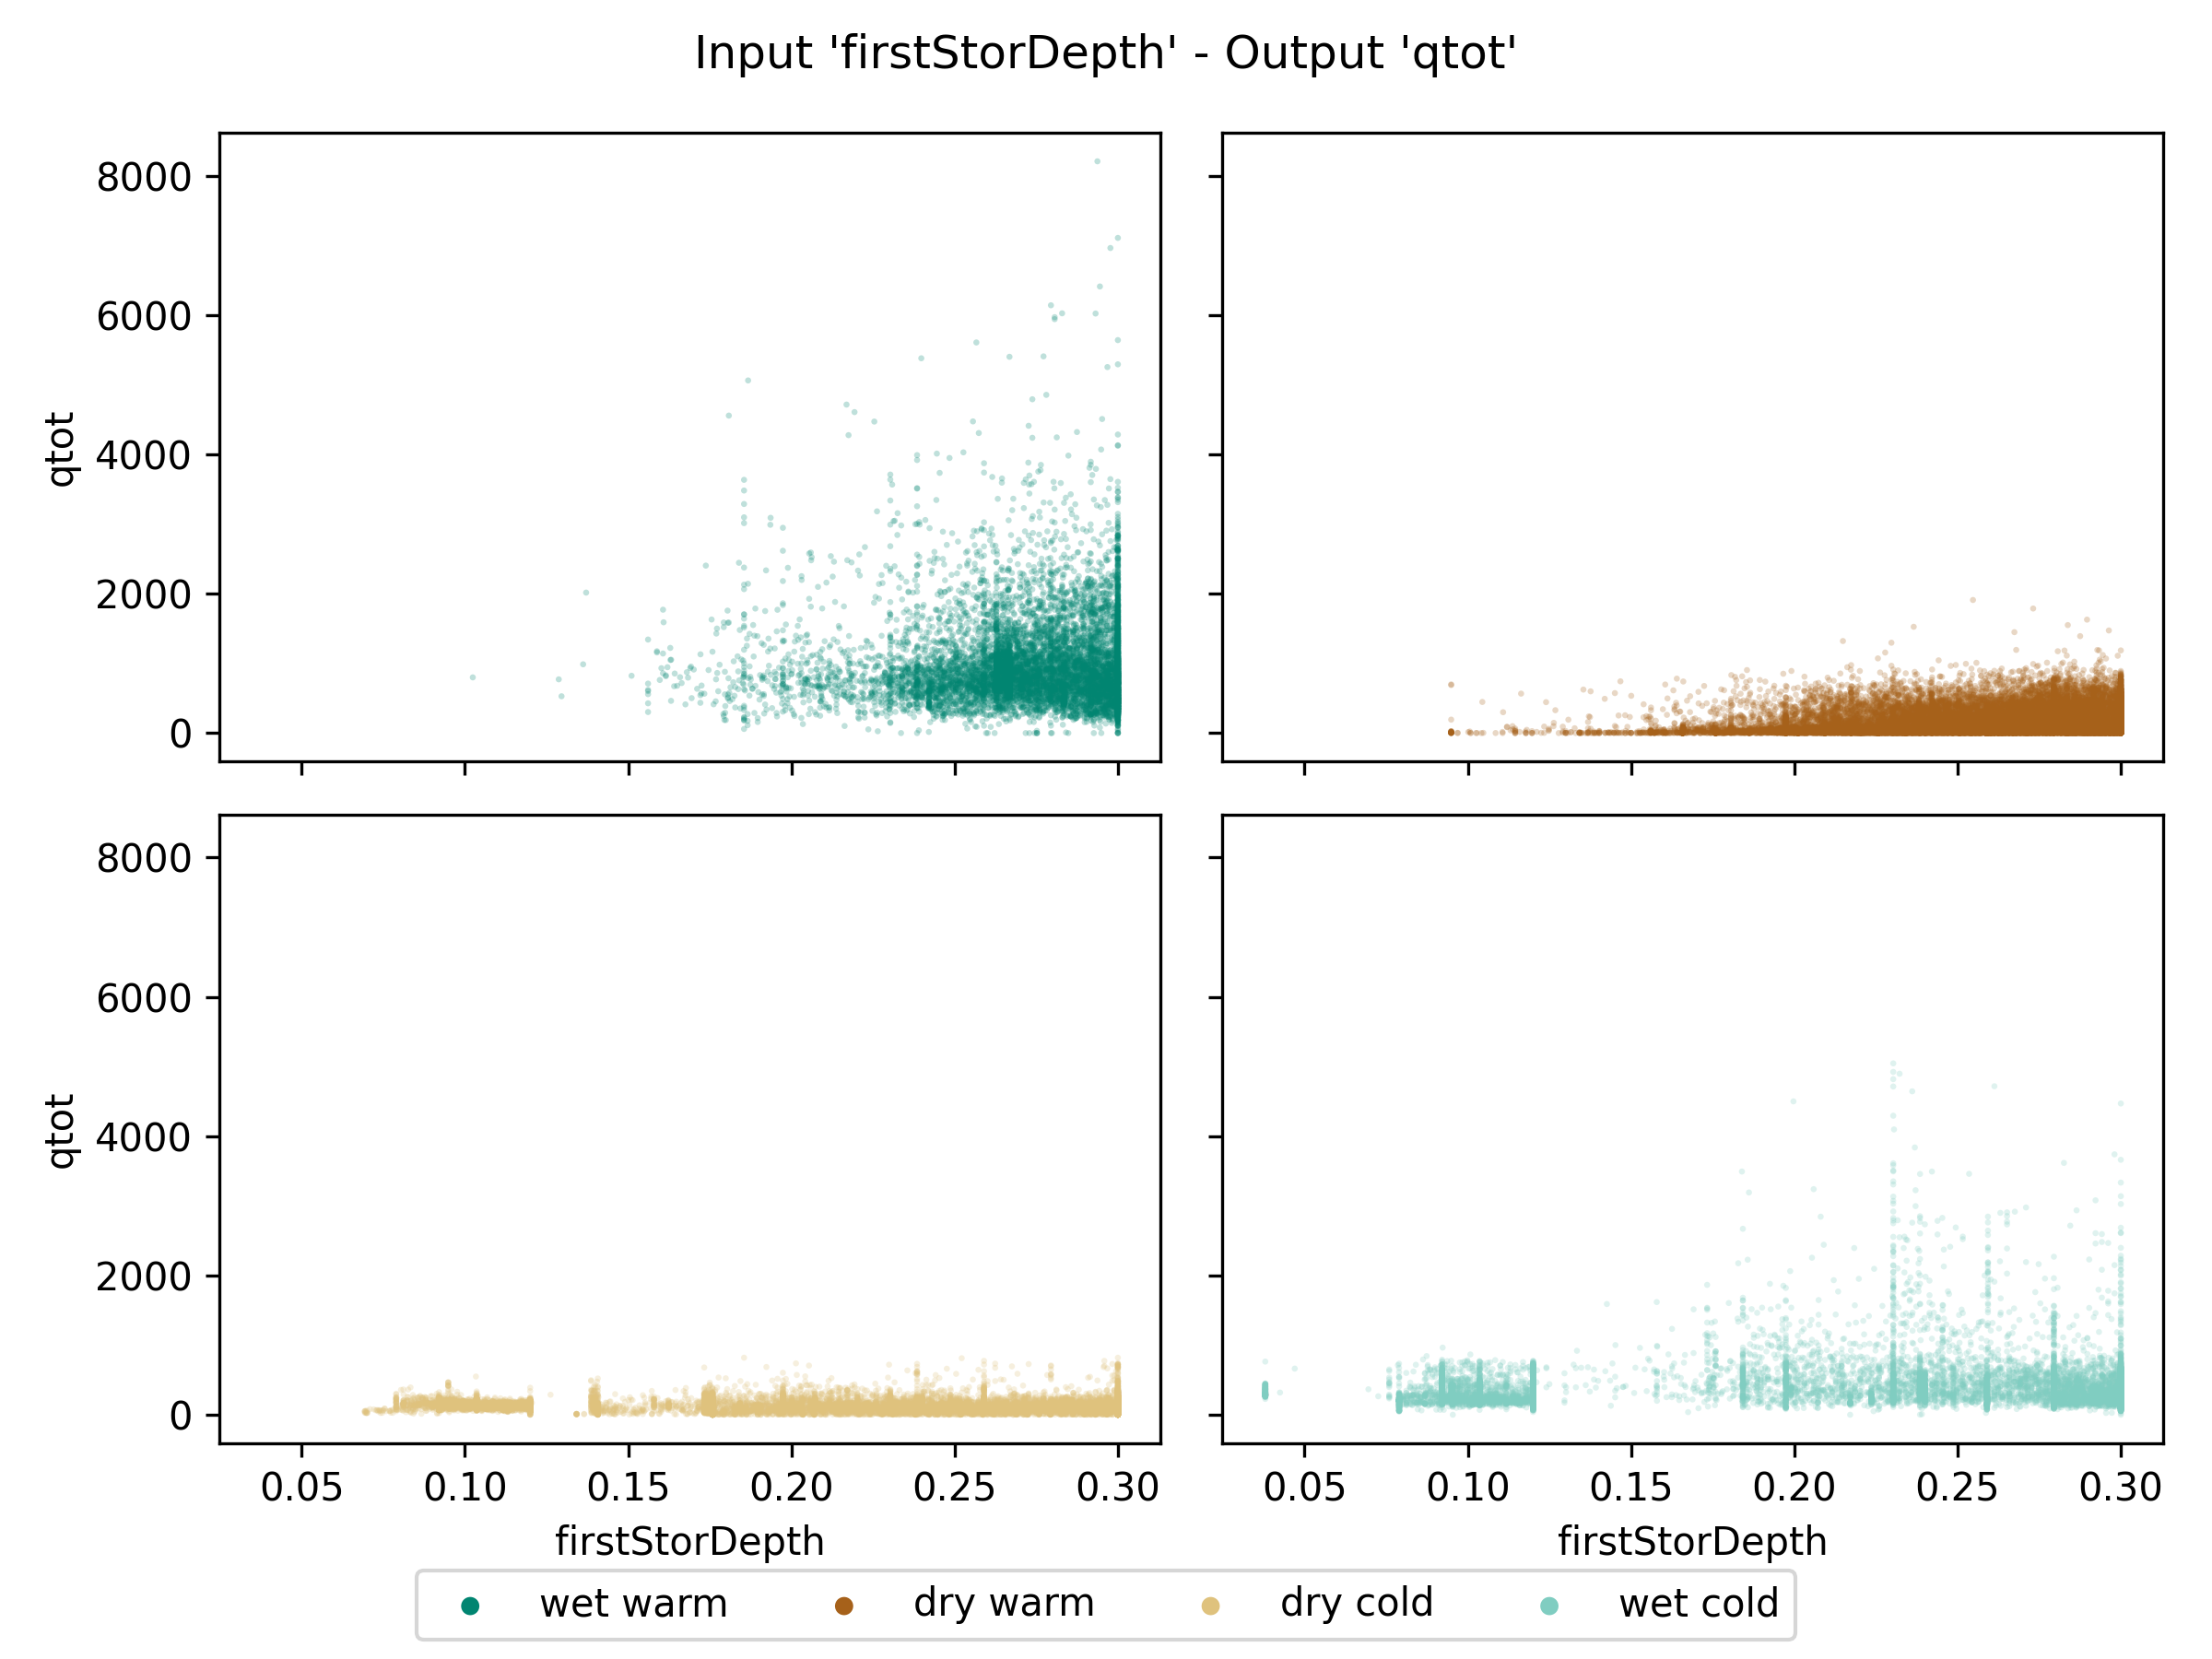 Input 'firstStorDepth' - Output 'qtot'
8000
6000
4000
2000
0
qtot
8000
6000
4000
2000
0
qtot
0.05 0.10 0.15 0.20 0.25 0.30
0.05 0.10 0.15 0.20 0.25 0.30
firstStorDepth
firstStorDepth
wet warm dry warm dry cold wet cold